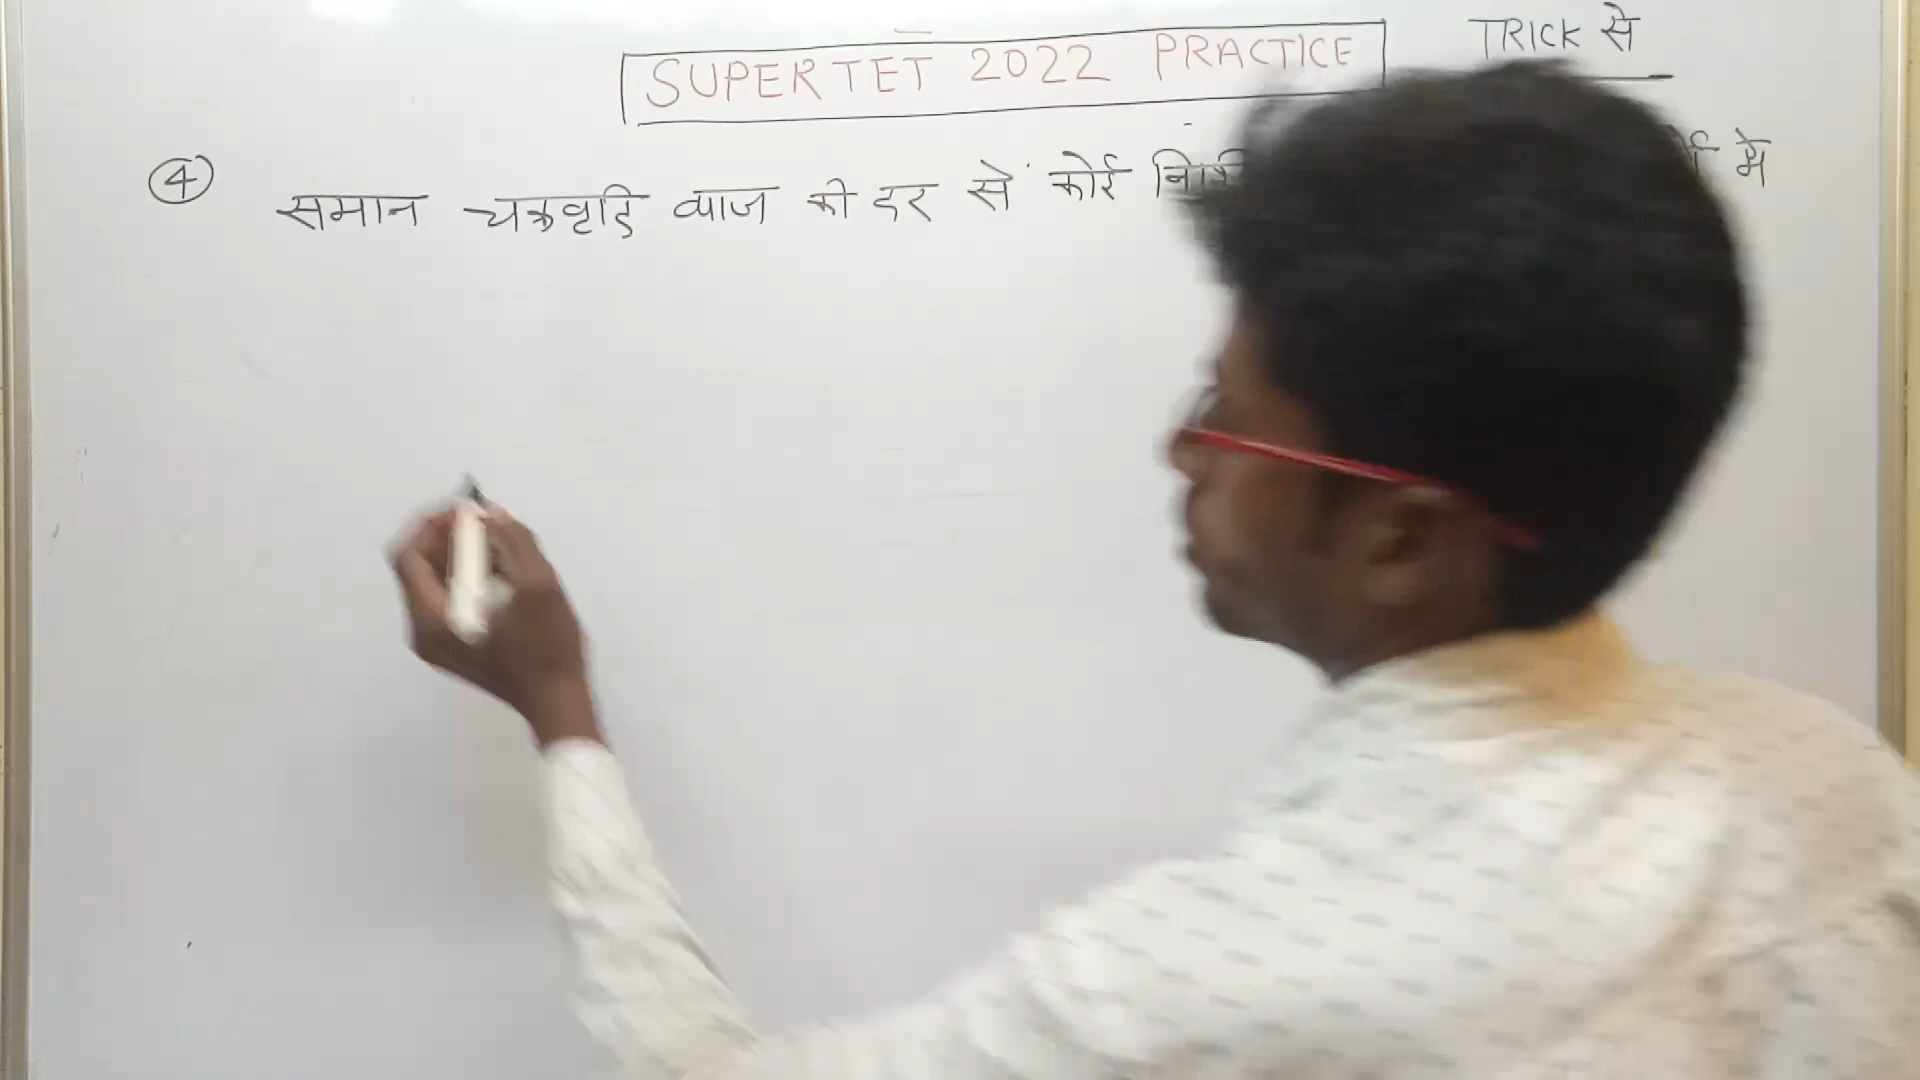 SUPERTET 2022 PRACTICE TRICK से
④ समान चक्रवृद्धि ब्याज की दर से कोई में